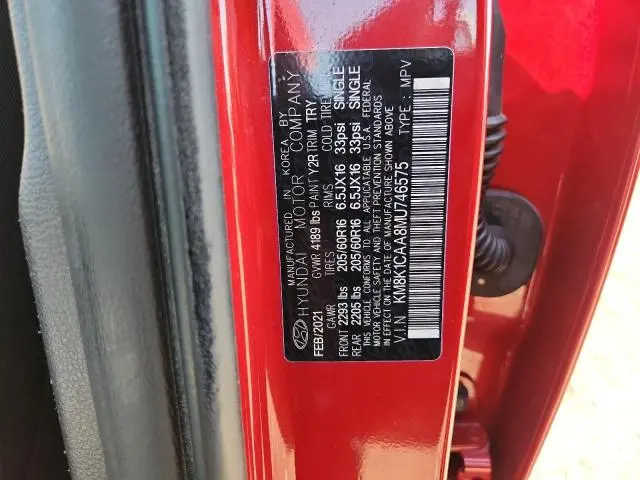 MANUFACTURED IN KOREA BY
HYUNDAI MOTOR COMPANY
FEB/2021 GVWR 4189 lbs PAINT Y2R TRIM TRY
GAWR TIRES RIMS COLD TIRE
FRONT 2293 lbs 205/60R16 6.5JX16 33psi SINGLE
REAR 2205 lbs 205/60R16 6.5JX16 33psi SINGLE
THIS VEHICLE CONFORMS TO ALL APPLICABLE U.S.A. FEDERAL
MOTOR VEHICLE SAFETY AND THEFT PREVENTION STANDARDS
IN EFFECT ON THE DATE OF MANUFACTURE SHOWN ABOVE
V.I.N KM8K1CAA8MU746575 TYPE : MPV